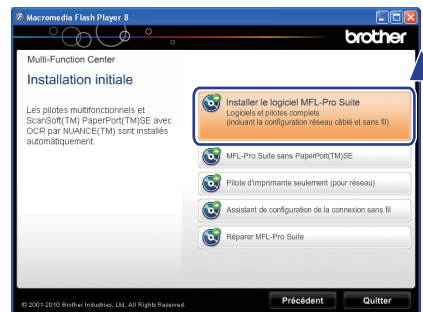 Macromedia Flash Player 8
brother
Multi-Function Center
Installation initiale
Les pilotes multifonctionnels et
ScanSoft(TM) PaperPort(TM)SE avec
OCR par NUANCE(TM) sont installés
automatiquement.
Installer le logiciel MFL-Pro Suite
Logiciels et pilotes complets
(incluant la configuration réseau câblé et sans fil)
MFL-Pro Suite sans PaperPort(TM)SE
Pilote d'imprimante seulement (pour réseau)
Assistant de configuration de la connexion sans fil
Réparer MFL-Pro Suite
© 2001-2010 Brother Industries, Ltd. All Rights Reserved.
Précédent
Quitter